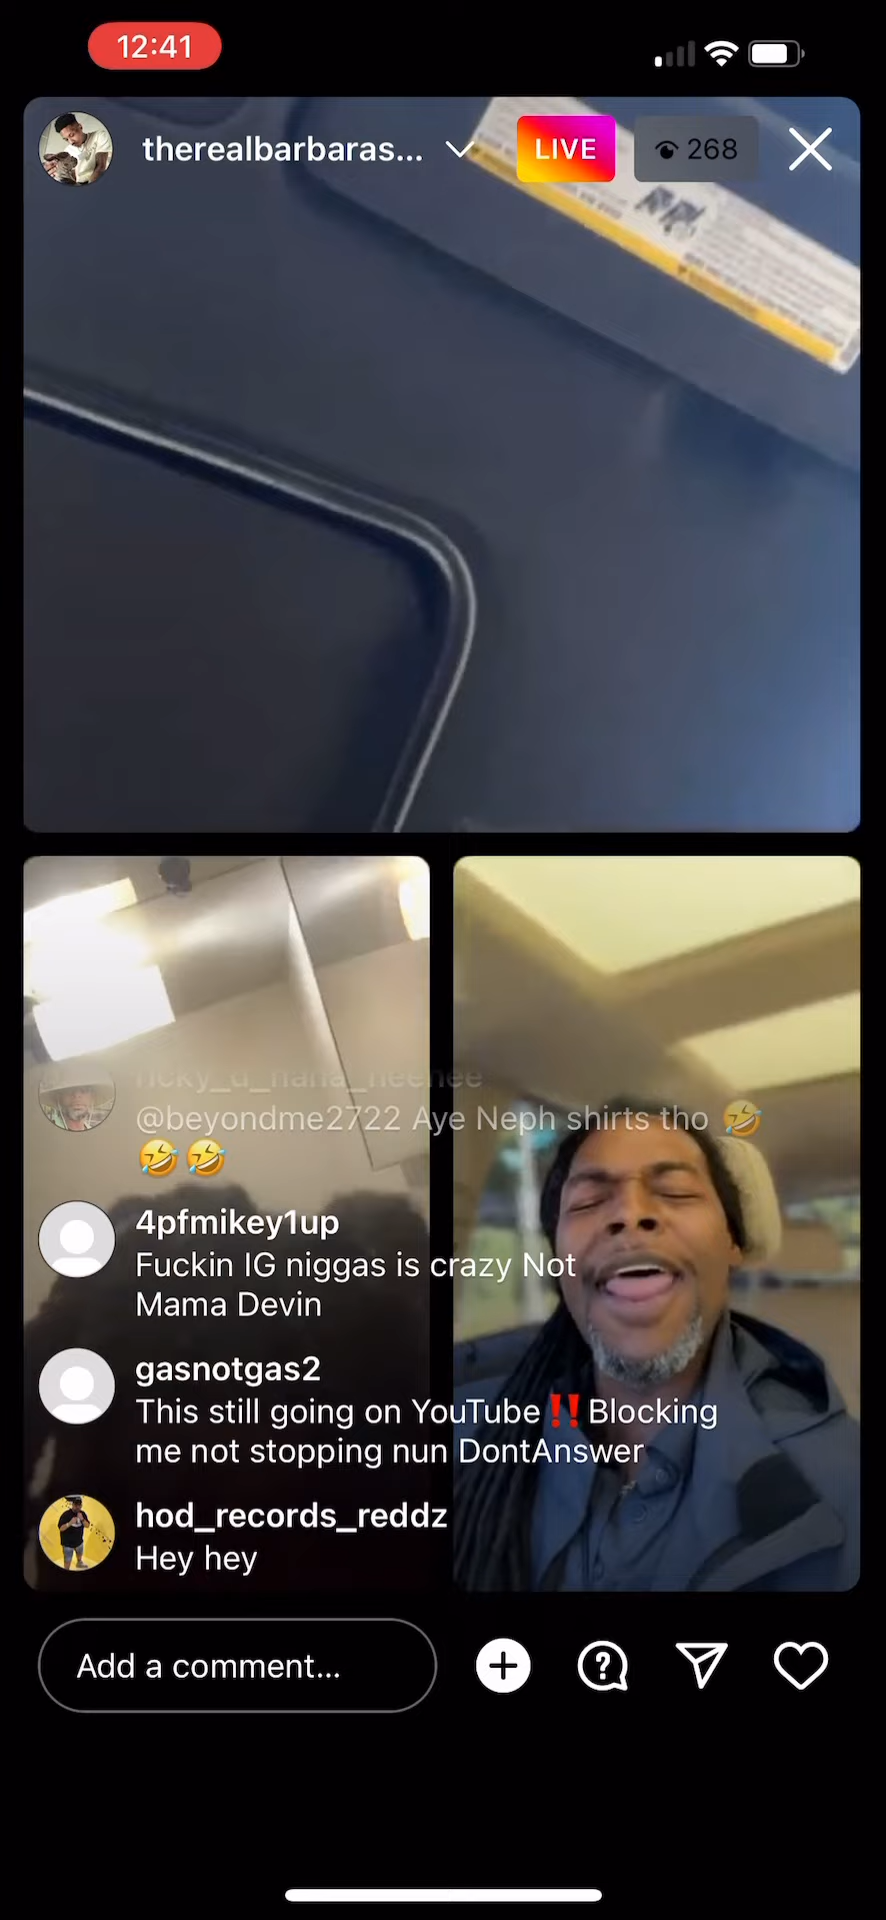 12:41
therealbarbaras...
LIVE
268
ricky_d_nana_neenee
@beyondme2722 Aye Neph shirts tho 🤣
🤣🤣
4pfmikey1up
Fuckin IG niggas is crazy Not
Mama Devin
gasnotgas2
This still going on YouTube‼️Blocking
me not stopping nun DontAnswer
hod_records_reddz
Hey hey
Add a comment...